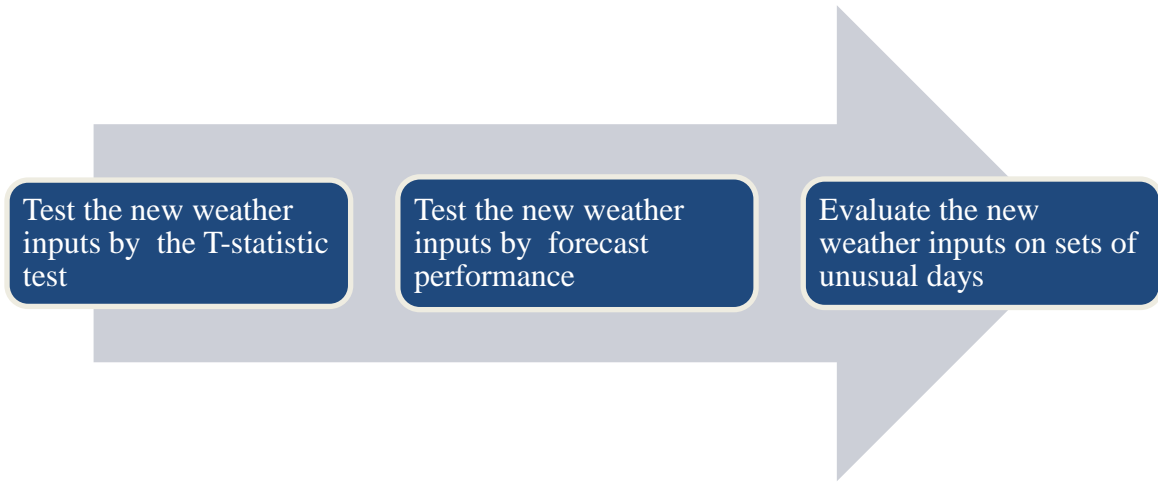 Test the new weather
inputs by  the T-statistic
test
Test the new weather
inputs by  forecast
performance
Evaluate the new
weather inputs on sets of
unusual days